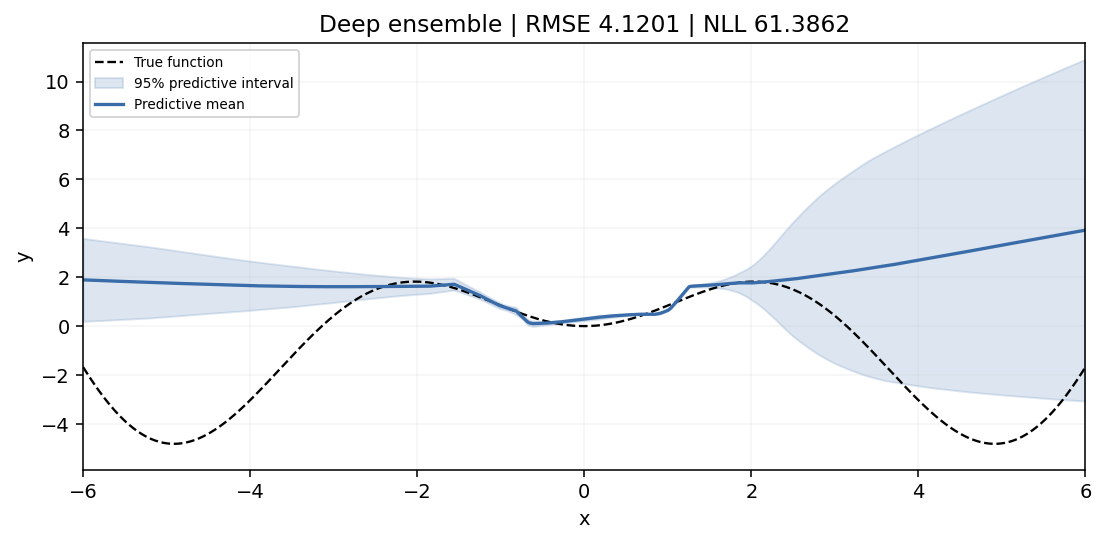 Deep ensemble | RMSE 4.1201 | NLL 61.3862
True function
95% predictive interval
Predictive mean
y
10
8
6
4
2
0
−2
−4
−6
−4
−2
0
2
4
6
x